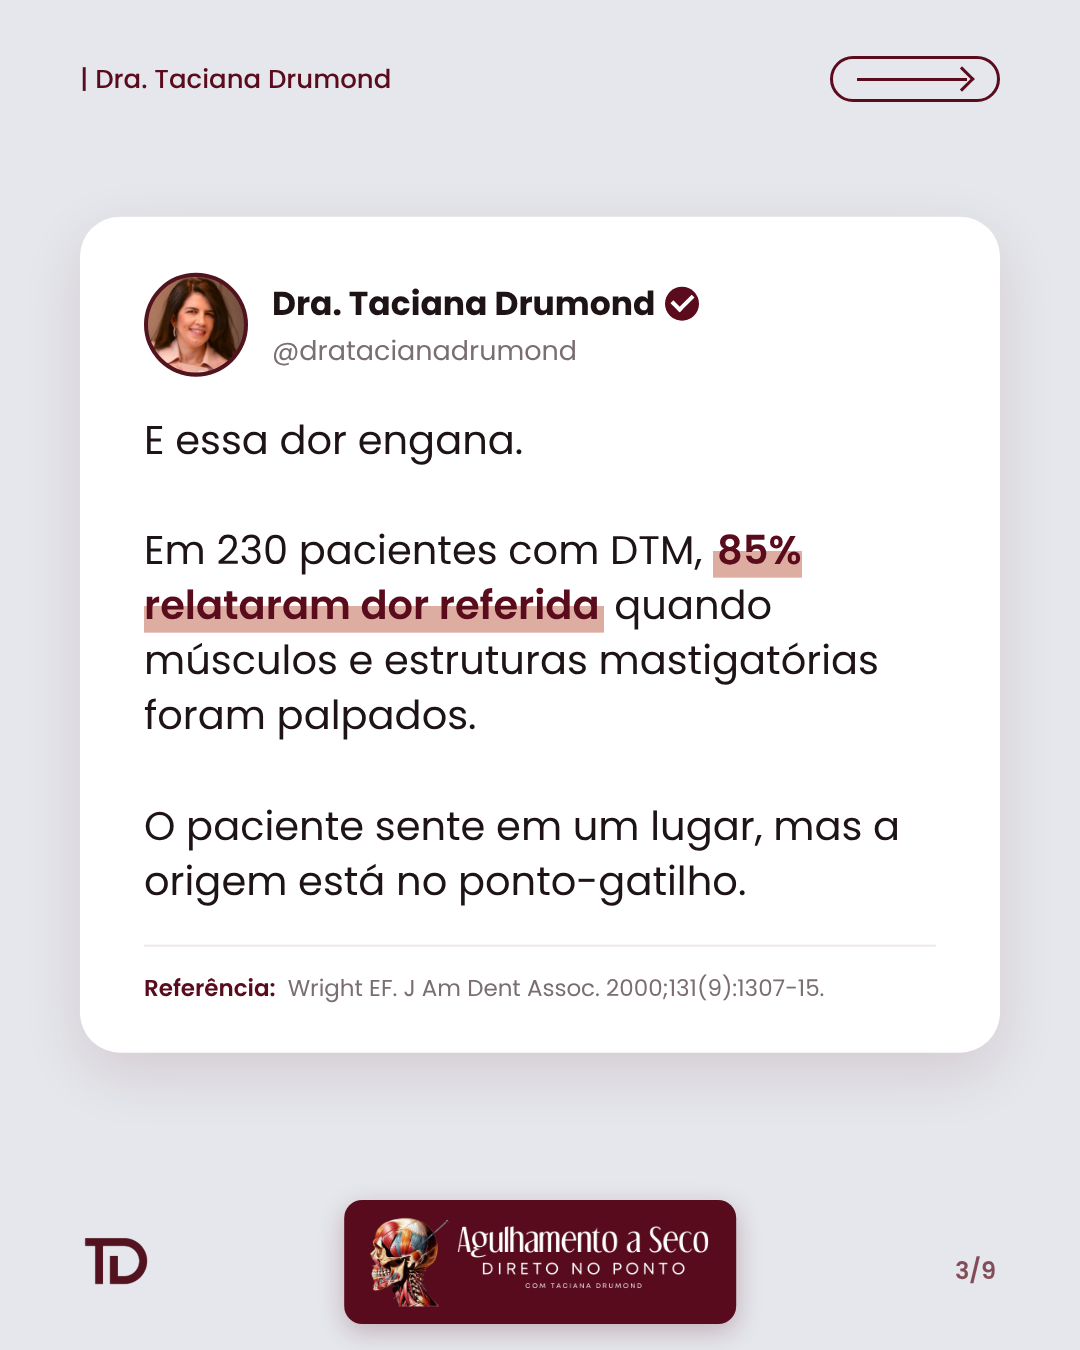 | Dra. Taciana Drumond
Dra. Taciana Drumond
@dratacianadrumond
E essa dor engana.
Em 230 pacientes com DTM, 85%
relataram dor referida quando
músculos e estruturas mastigatórias
foram palpados.
O paciente sente em um lugar, mas a
origem está no ponto-gatilho.
Referência: Wright EF. J Am Dent Assoc. 2000;131(9):1307-15.
TD
Agulhamento a Seco
DIRETO NO PONTO
COM TACIANA DRUMOND
3/9